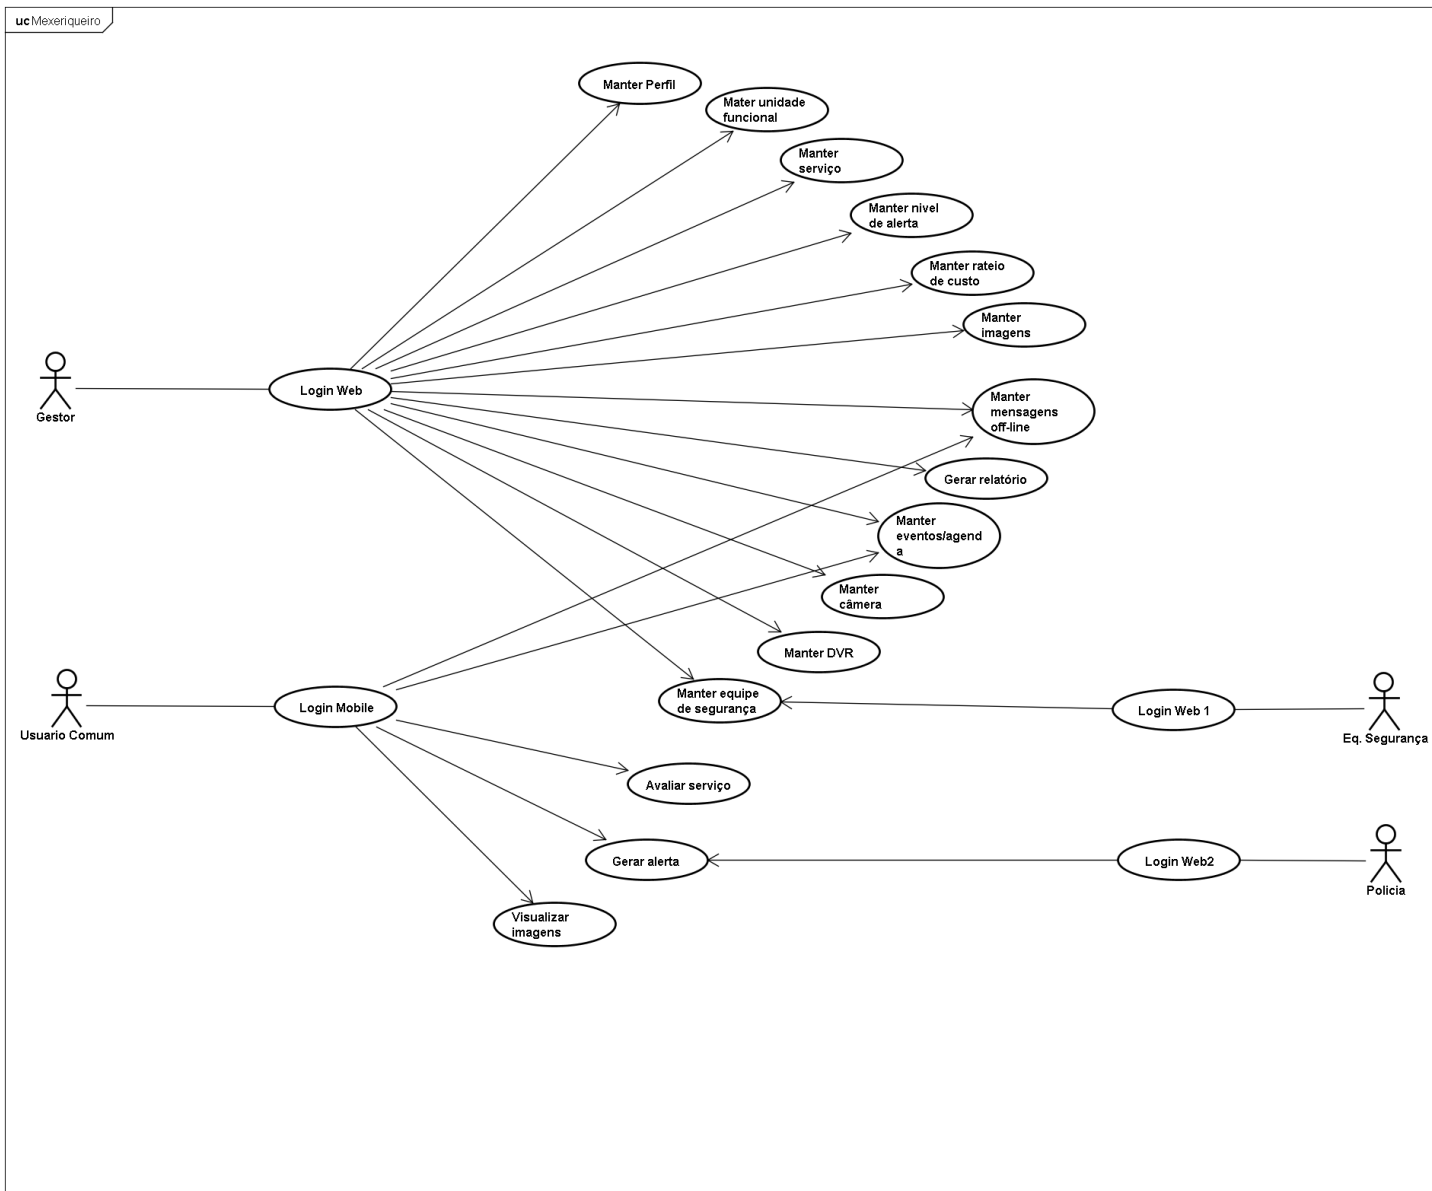 uc Mexeriqueiro
Manter Perfil
Mater unidade
funcional
Manter
serviço
Manter nivel
de alerta
Manter rateio
de custo
Manter
imagens
Login Web
Gestor
Manter
mensagens
off-line
Gerar relatório
Manter
eventos/agend
a
Manter
câmera
Manter DVR
Manter equipe
de segurança
Login Mobile
Usuario Comum
Login Web 1
Eq. Segurança
Avaliar serviço
Gerar alerta
Login Web2
Policia
Visualizar
imagens